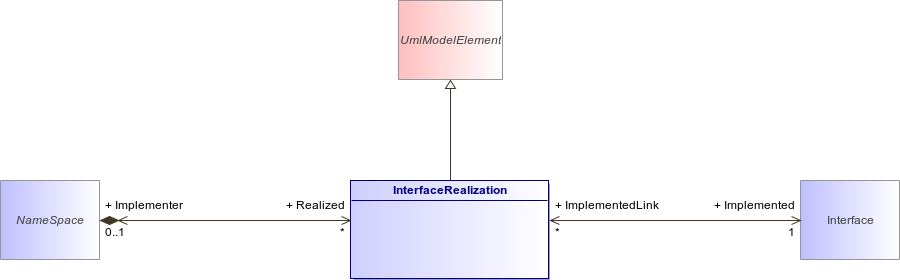 UmlModelElement
InterfaceRealization
NameSpace
+ Implementer
0..1
+ Realized
*
+ ImplementedLink
*
+ Implemented
1
Interface